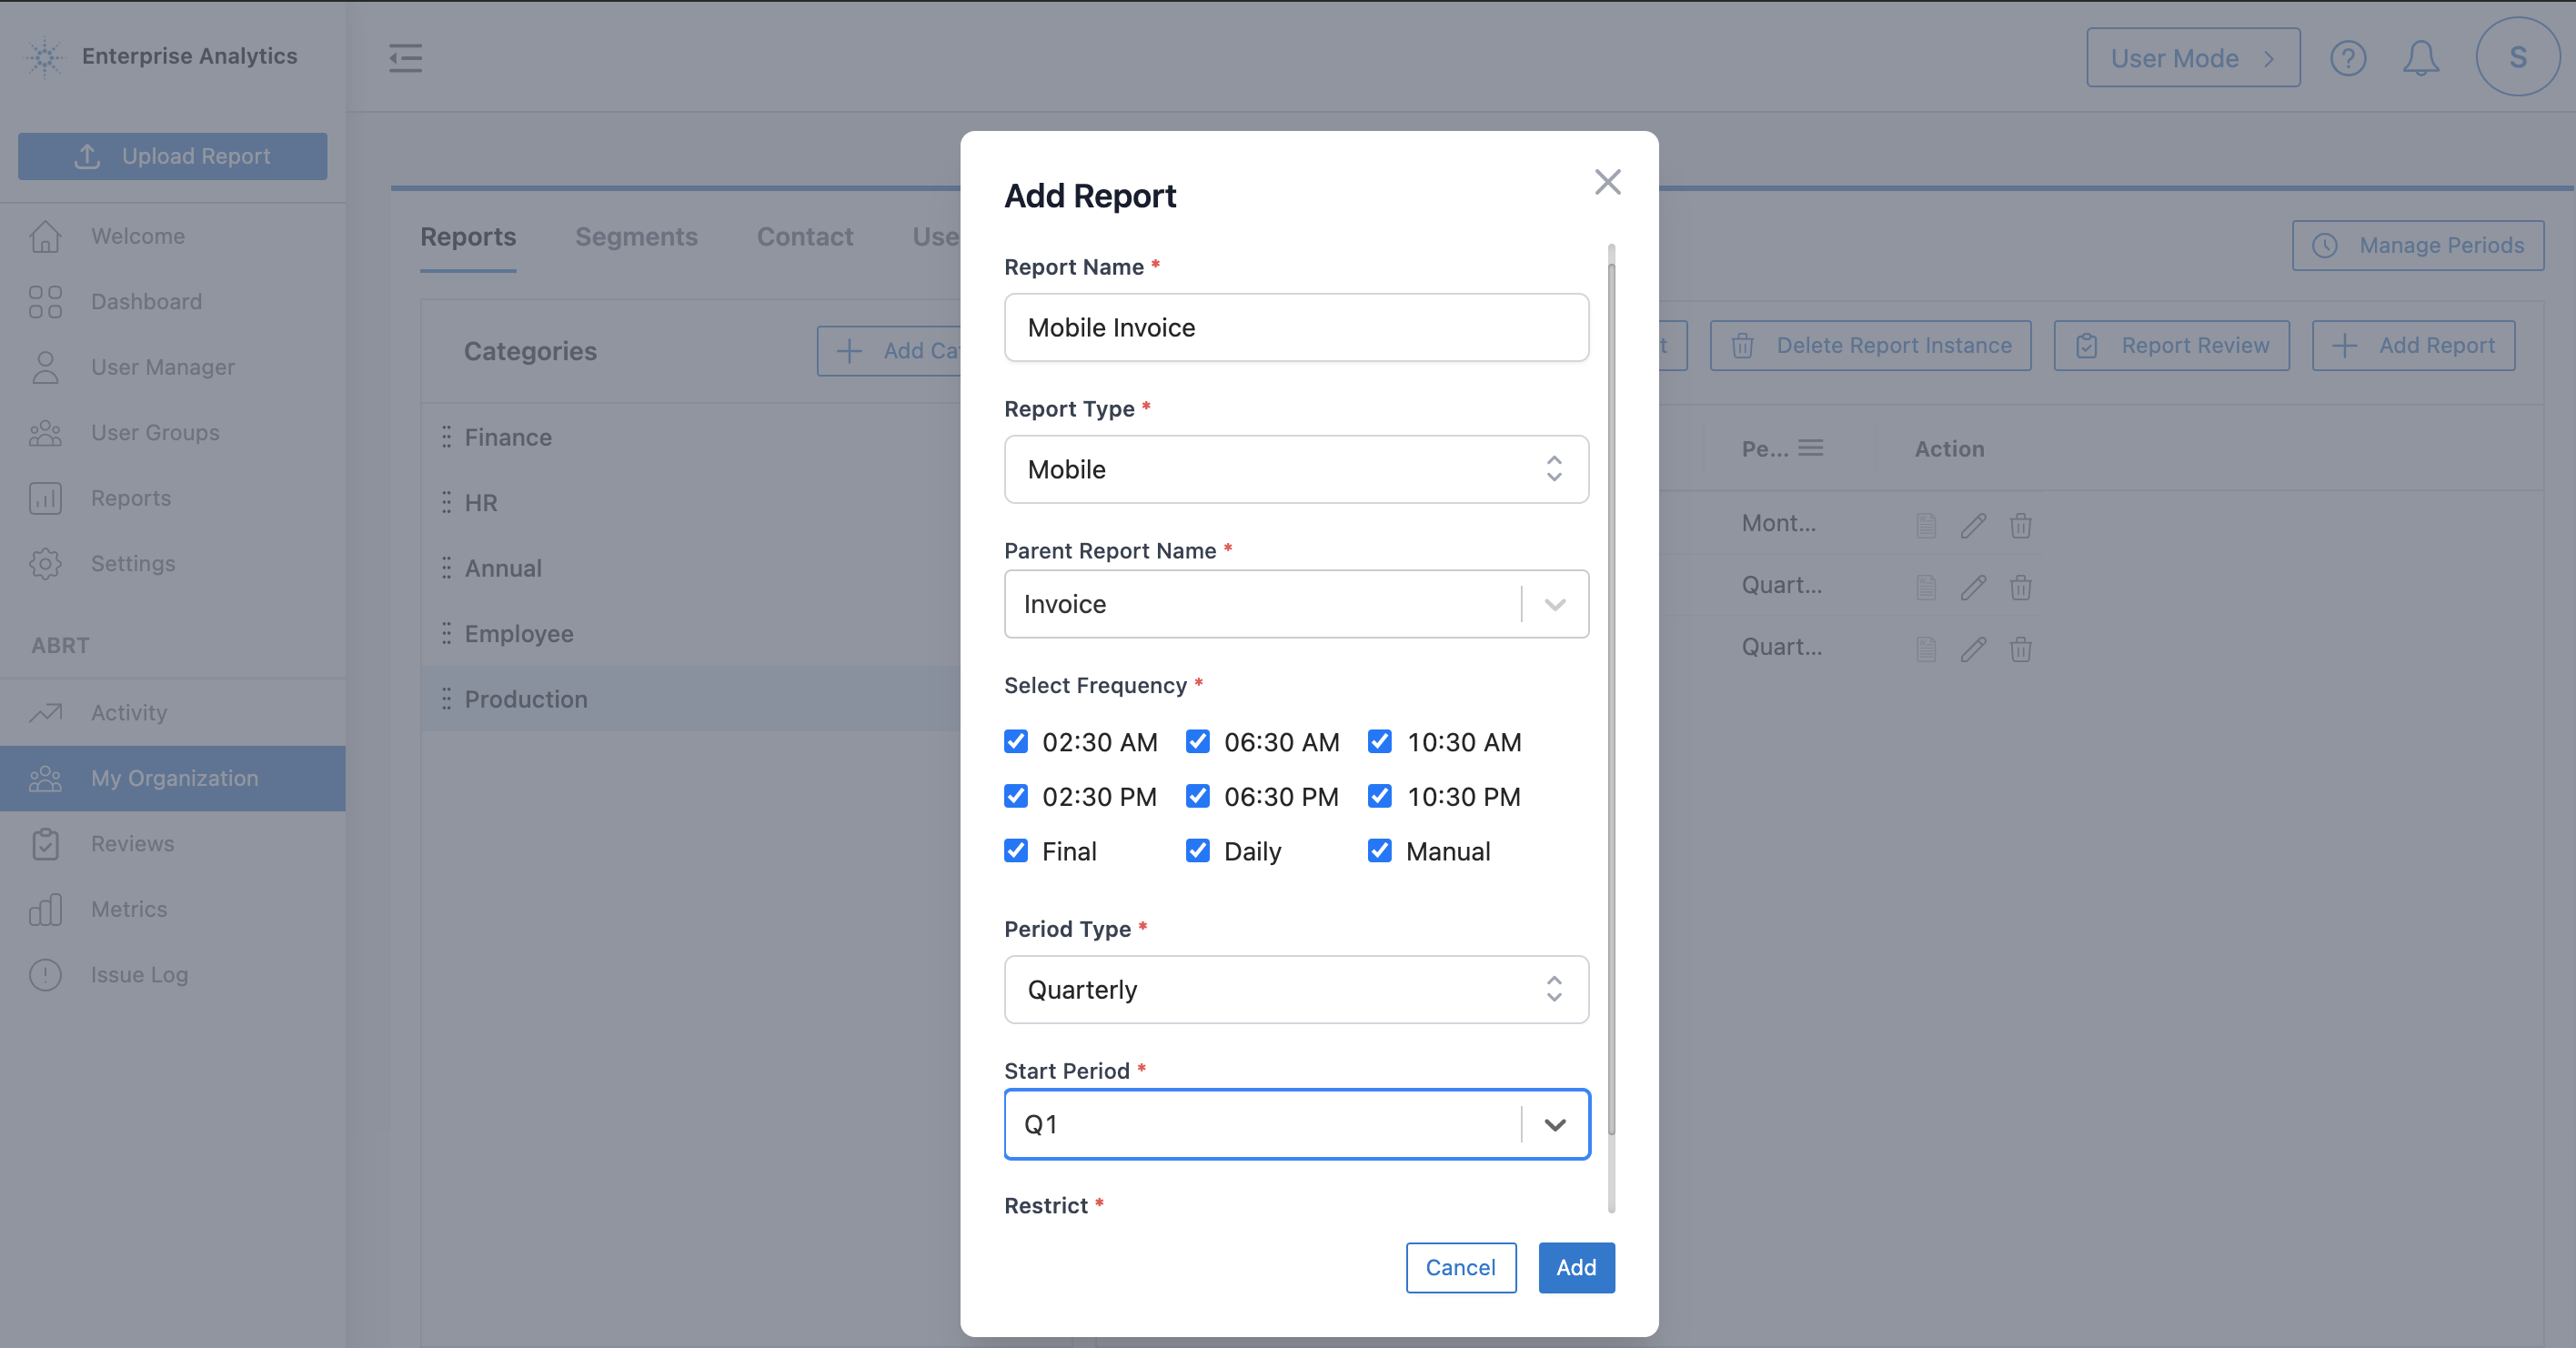 Enterprise Analytics
User Mode
S
Upload Report
Welcome
Dashboard
User Manager
User Groups
Reports
Settings
ABRT
Activity
My Organization
Reviews
Metrics
Issue Log
Reports Segments Contact Use
Manage Periods
Categories
Add Ca
Finance
HR
Annual
Employee
Production
t
Delete Report Instance
Report Review
Add Report
Pe... Action
Mont...
Quart...
Quart...
Add Report
Report Name *
Mobile Invoice
Report Type *
Mobile
Parent Report Name *
Invoice
Select Frequency *
02:30 AM 06:30 AM 10:30 AM
02:30 PM 06:30 PM 10:30 PM
Final Daily Manual
Period Type *
Quarterly
Start Period *
Q1
Restrict *
Cancel Add